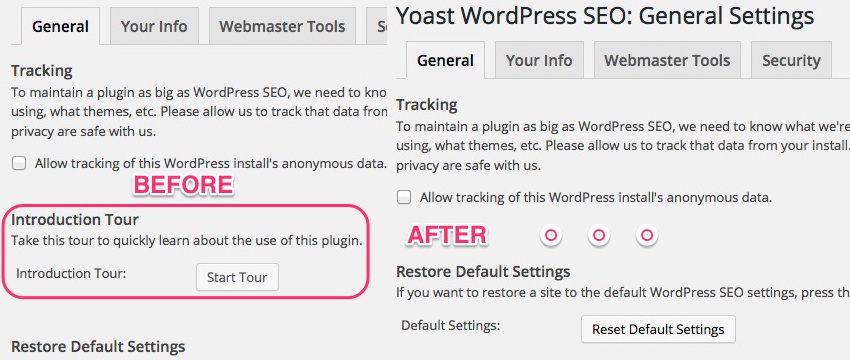 General
Your Info
Webmaster Tools
Tracking
To maintain a plugin as big as WordPress SEO, we need to know
using, what themes, etc. Please allow us to track that data from
privacy are safe with us.
Allow tracking of this WordPress install's anonymous data.
BEFORE
Introduction Tour
Take this tour to quickly learn about the use of this plugin.
Introduction Tour:
Start Tour
Restore Default Settings
Yoast WordPress SEO: General Settings
General
Your Info
Webmaster Tools
Security
Tracking
To maintain a plugin as big as WordPress SEO, we need to know what we're
using, what themes, etc. Please allow us to track that data from your install.
privacy are safe with us.
Allow tracking of this WordPress install's anonymous data.
AFTER
Restore Default Settings
If you want to restore a site to the default WordPress SEO settings, press th
Default Settings:
Reset Default Settings